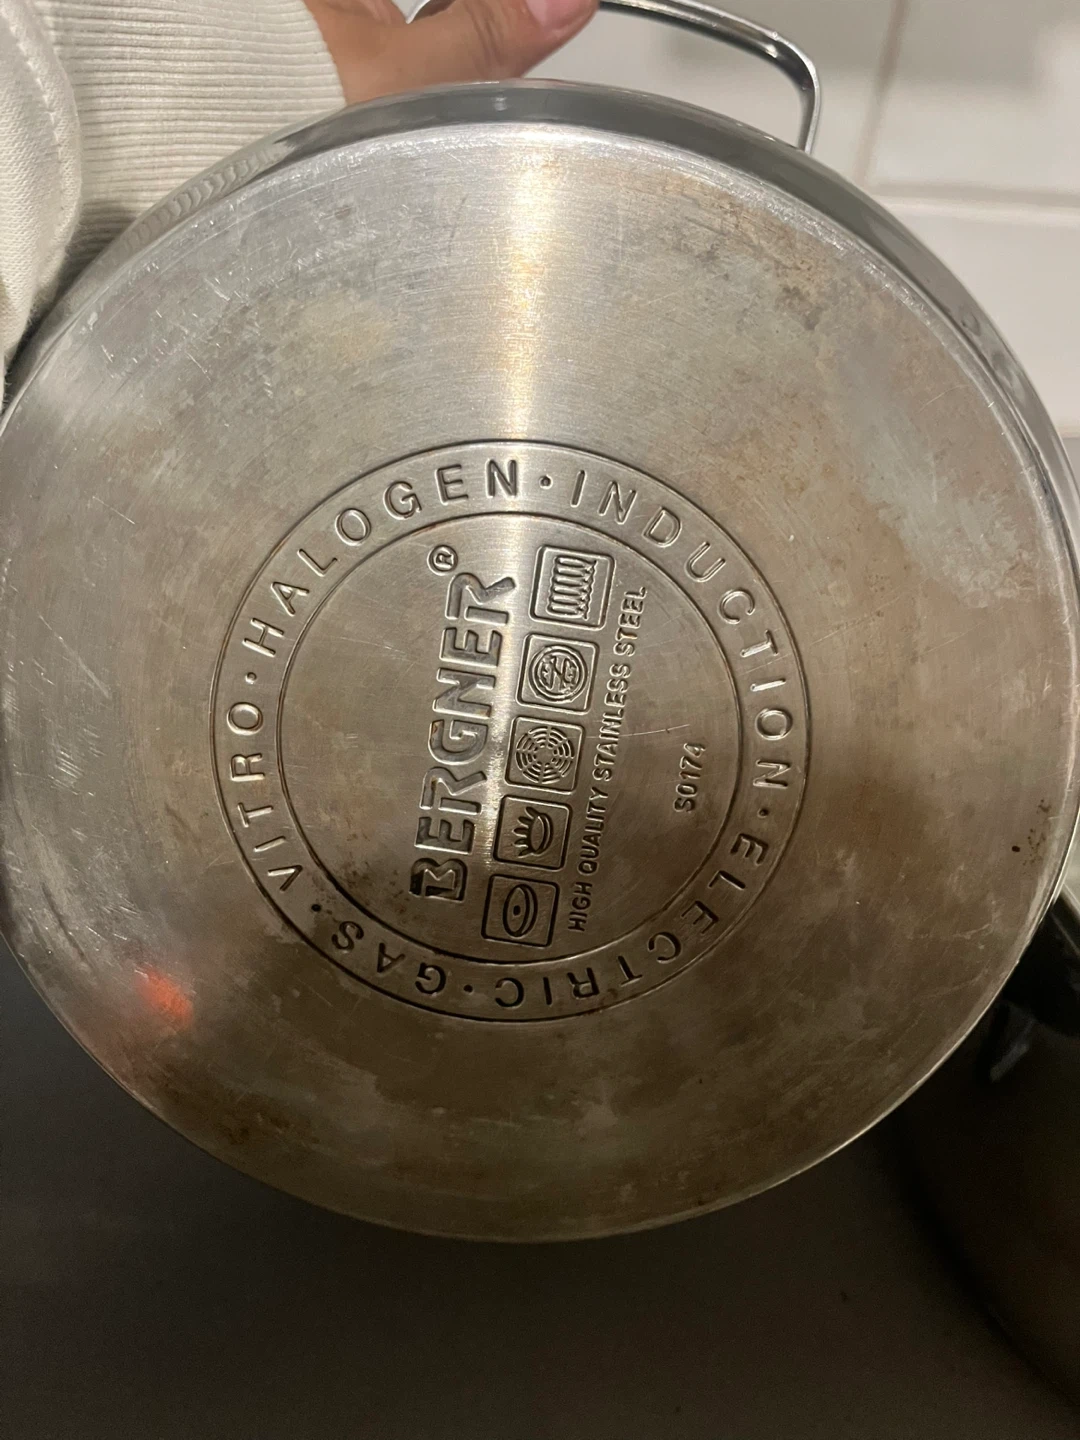 VITRO · HALOGEN · INDUCTION · ELECTRIC · GAS ·
BERGNER®
HIGH QUALITY STAINLESS STEEL
S0174